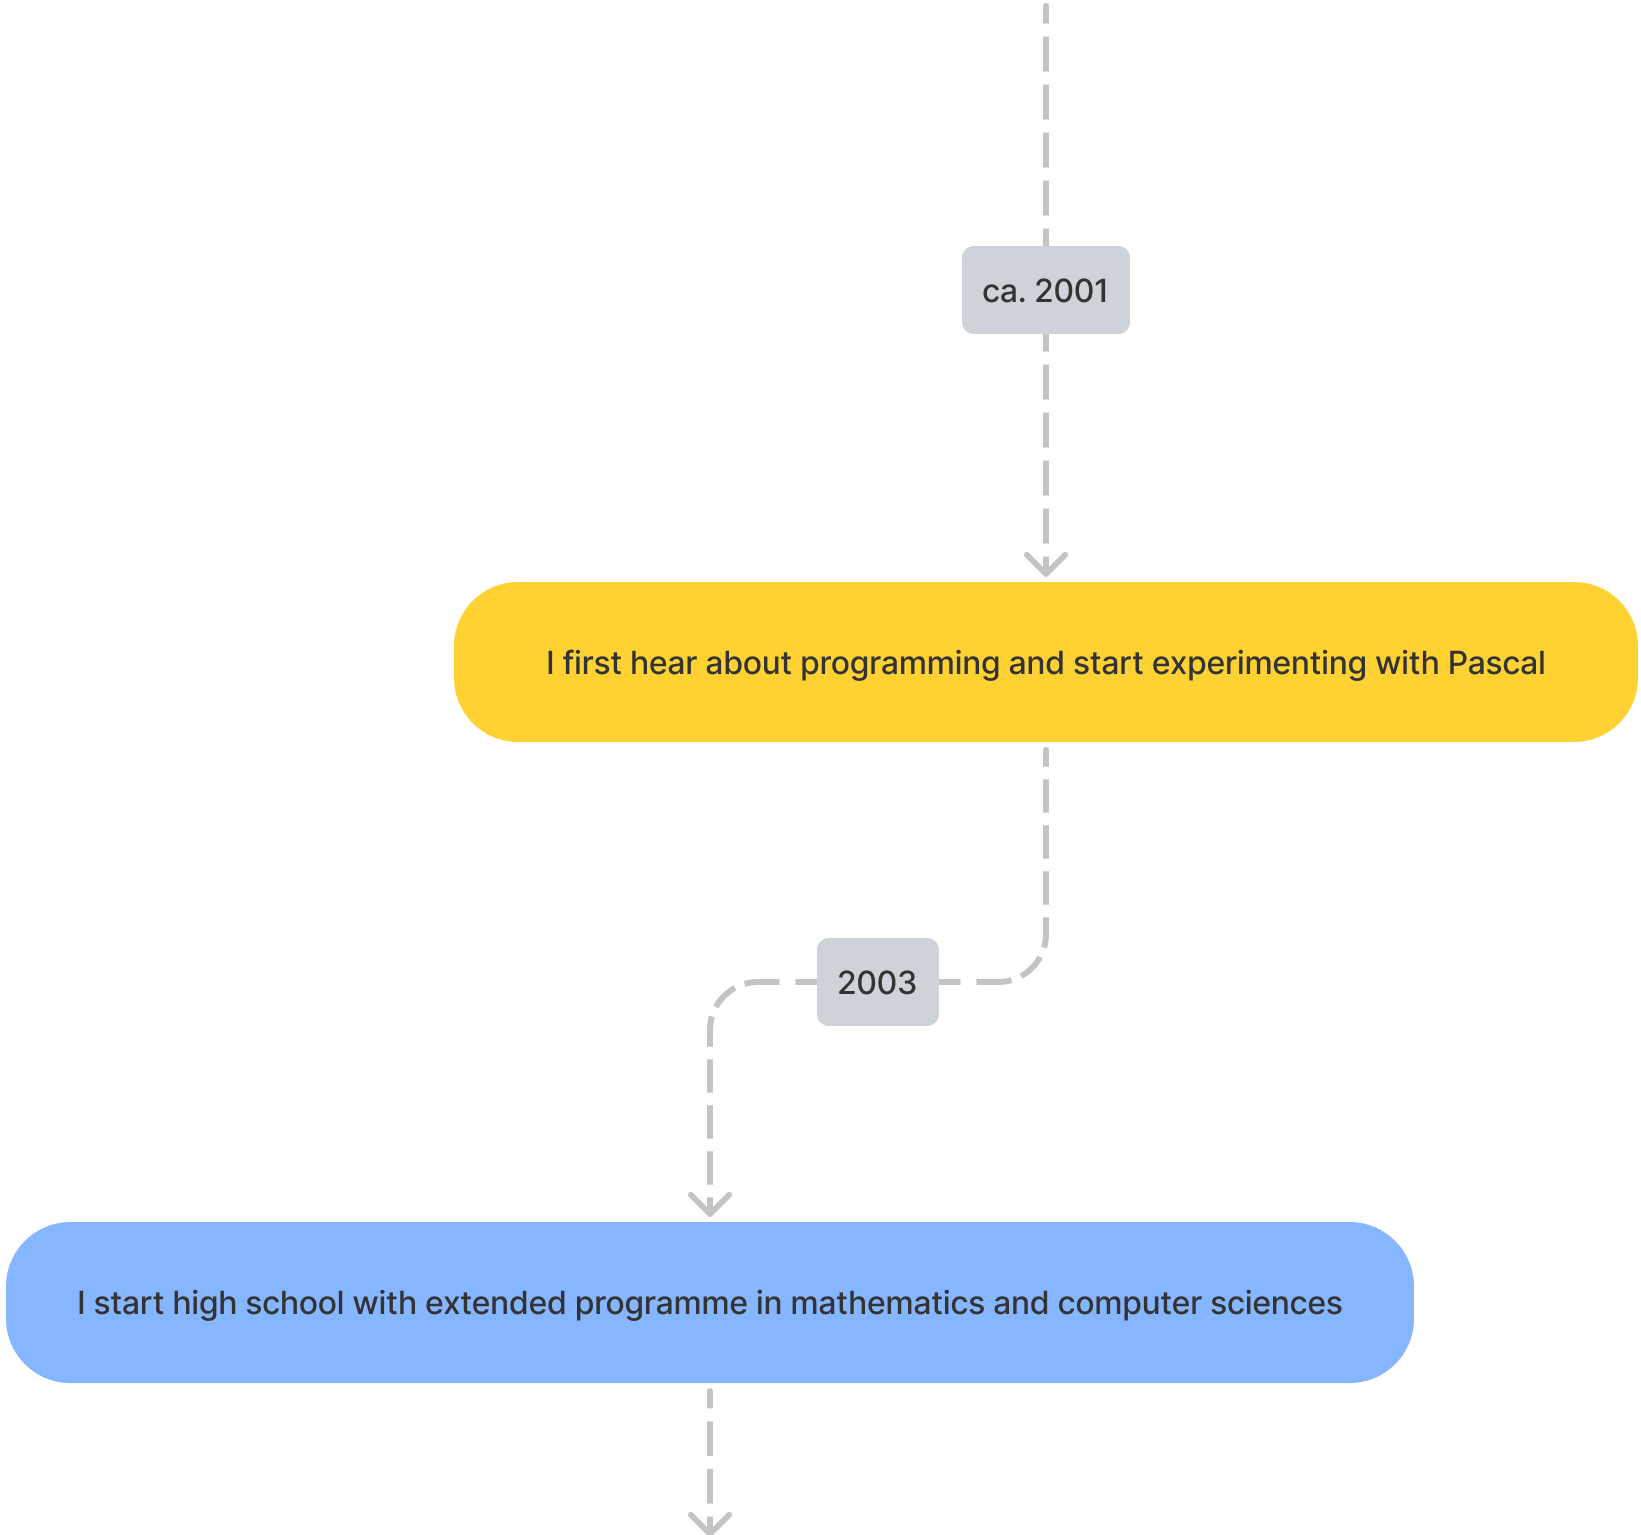 ca. 2001
I first hear about programming and start experimenting with Pascal
2003
I start high school with extended programme in mathematics and computer sciences